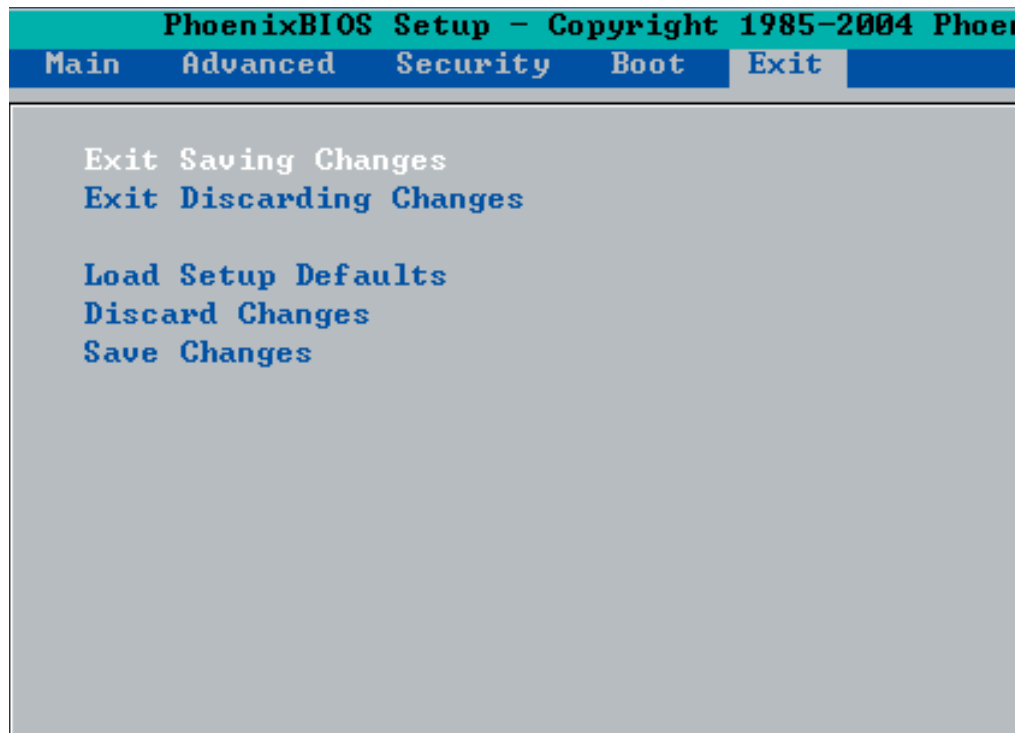 PhoenixBIOS Setup – Copyright 1985–2004
Main Advanced Security Boot Exit
Exit Saving Changes
Exit Discarding Changes
Load Setup Defaults
Discard Changes
Save Changes